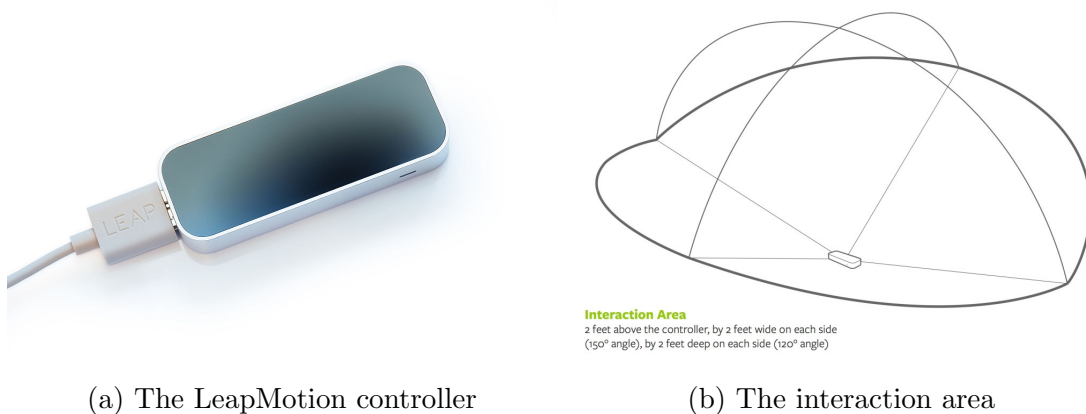 LEAP
Interaction Area
2 feet above the controller, by 2 feet wide on each side
(150° angle), by 2 feet deep on each side (120° angle)
(a) The LeapMotion controller
(b) The interaction area